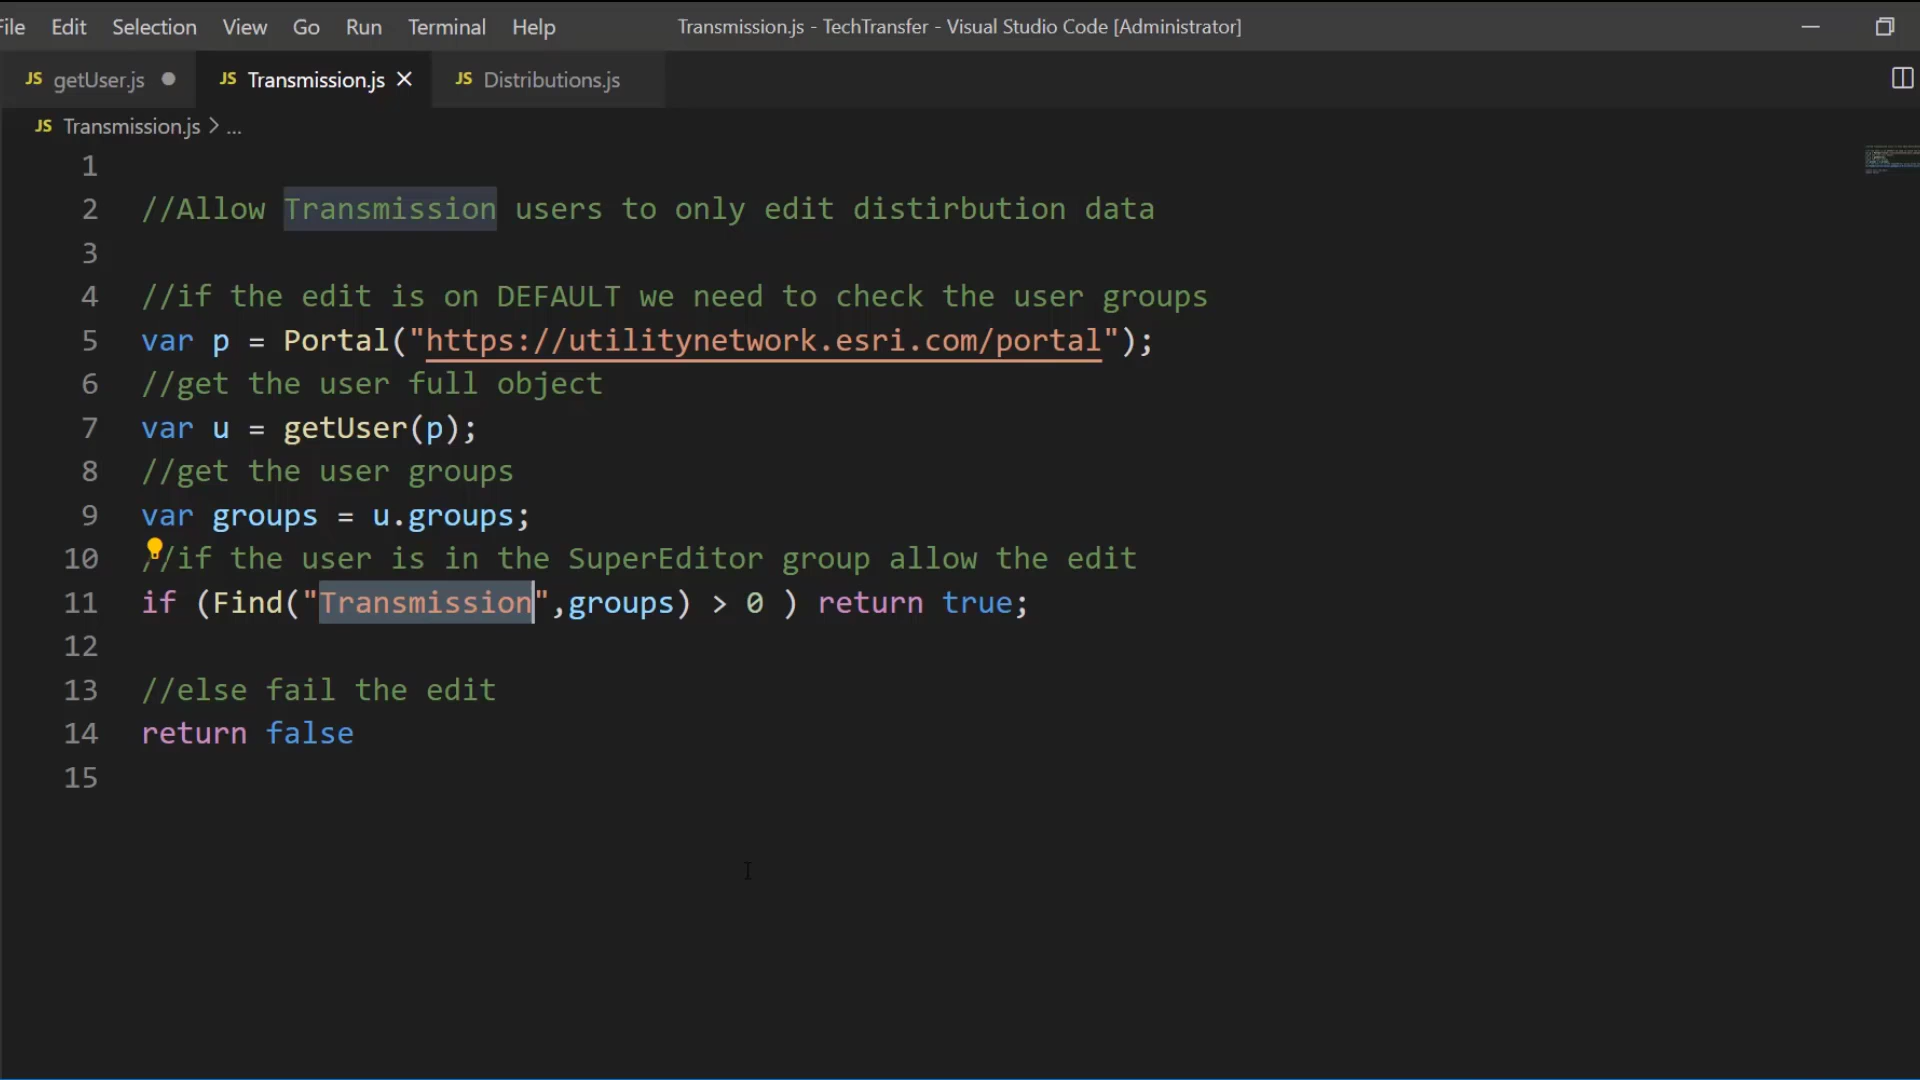 File Edit Selection View Go Run Terminal Help Transmission.js - TechTransfer - Visual Studio Code [Administrator]
JS getUser.js JS Transmission.js JS Distributions.js
JS Transmission.js > ...
1
2 //Allow Transmission users to only edit distirbution data
3
4 //if the edit is on DEFAULT we need to check the user groups
5 var p = Portal("https://utilitynetwork.esri.com/portal");
6 //get the user full object
7 var u = getUser(p);
8 //get the user groups
9 var groups = u.groups;
10 //if the user is in the SuperEditor group allow the edit
11 if (Find("Transmission",groups) > 0 ) return true;
12
13 //else fail the edit
14 return false
15